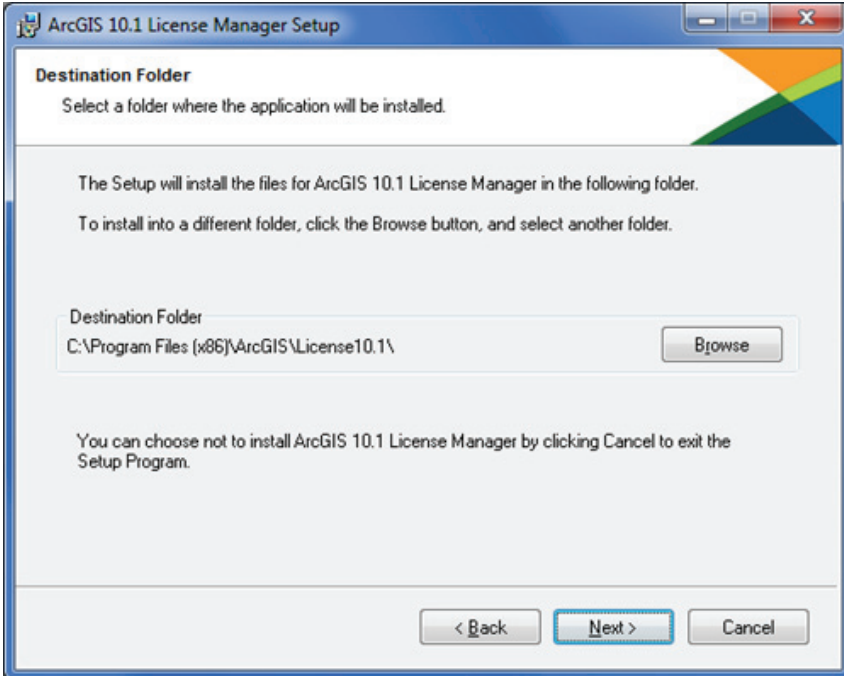 ArcGIS 10.1 License Manager Setup
Destination Folder
Select a folder where the application will be installed.
The Setup will install the files for ArcGIS 10.1 License Manager in the following folder.
To install into a different folder, click the Browse button, and select another folder.
Destination Folder
C:\Program Files (x86)\ArcGIS\License10.1\
Browse
You can choose not to install ArcGIS 10.1 License Manager by clicking Cancel to exit the
Setup Program.
< Back
Next >
Cancel